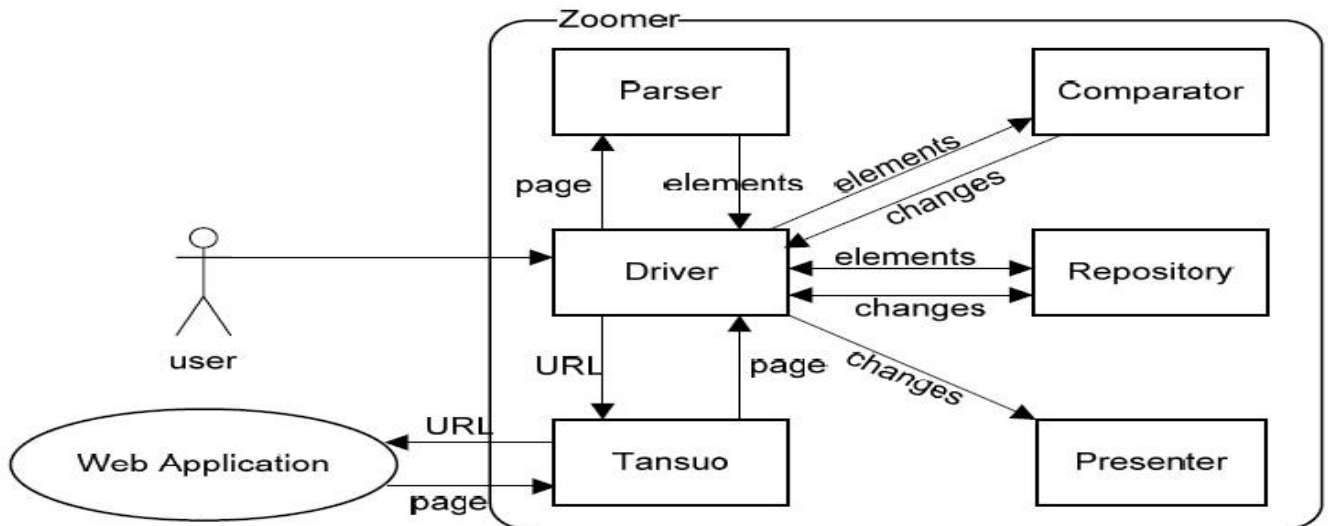 Zoomer
Parser
Comparator
page
elements
elements
changes
user
Driver
elements
changes
Repository
URL
page
changes
Web Application
URL
page
Tansuo
Presenter